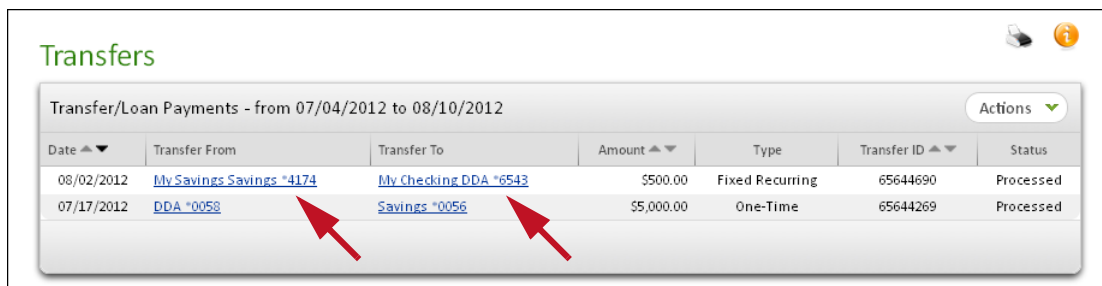 Transfers
Transfer/Loan Payments - from 07/04/2012 to 08/10/2012 Actions
Date Transfer From Transfer To Amount Type Transfer ID Status
08/02/2012 My Savings Savings *4174 My Checking DDA *6543 $500.00 Fixed Recurring 65644690 Processed
07/17/2012 DDA *0058 Savings *0056 $5,000.00 One-Time 65644269 Processed